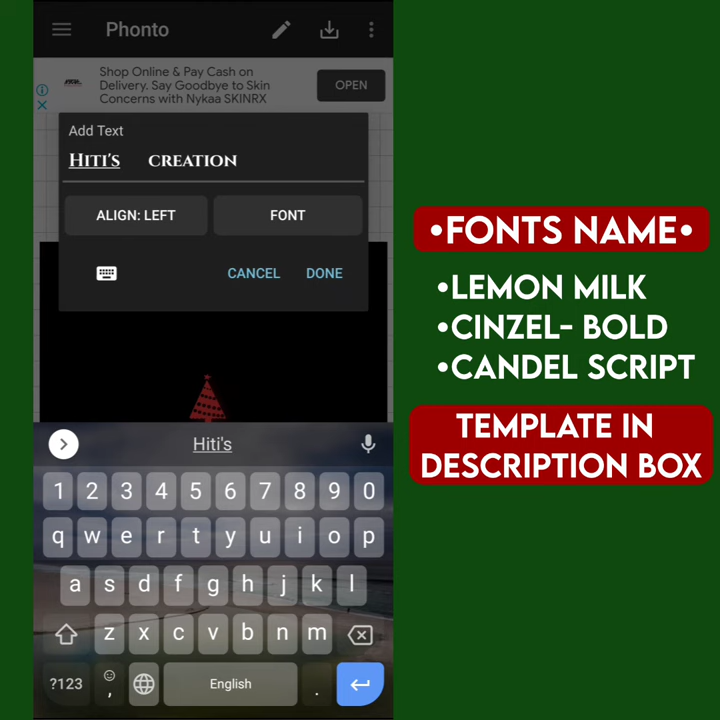 Phonto
Shop Online & Pay Cash on
Delivery. Say Goodbye to Skin
Concerns with Nykaa SKINRX
OPEN
Add Text
Hiti's creation
ALIGN: LEFT
FONT
CANCEL
DONE
Hiti's
1 2 3 4 5 6 7 8 9 0
q w e r t y u i o p
a s d f g h j k l
z x c v b n m
?123 , English .
•FONTS NAME•
•LEMON MILK
•CINZEL- BOLD
•CANDEL SCRIPT
TEMPLATE IN
DESCRIPTION BOX